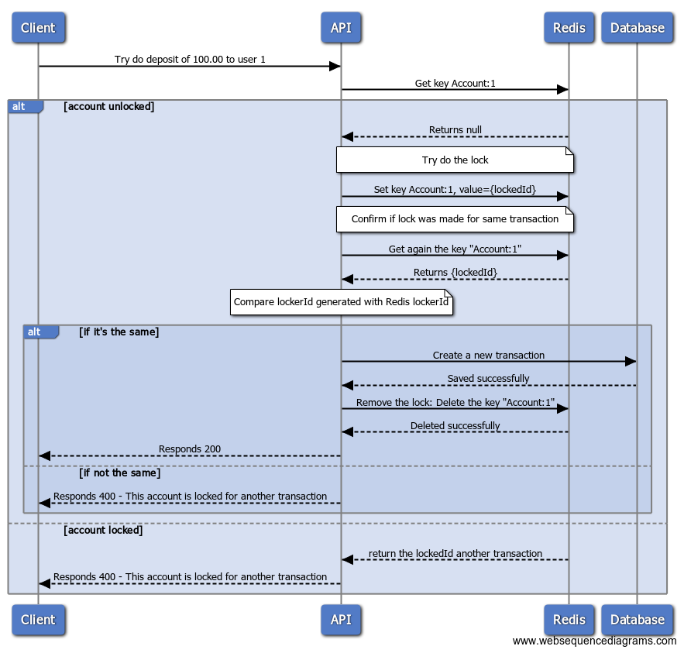 Client API Redis Database
Try do deposit of 100.00 to user 1
Get key Account:1
alt [account unlocked]
Returns null
Try do the lock
Set key Account:1, value={lockedId}
Confirm if lock was made for same transaction
Get again the key "Account:1"
Returns {lockedId}
Compare lockerId generated with Redis lockerId
alt [if it's the same]
Create a new transaction
Saved successfully
Remove the lock: Delete the key "Account:1"
Deleted successfully
Responds 200
[if not the same]
Responds 400 - This account is locked for another transaction
[account locked]
return the lockedId another transaction
Responds 400 - This account is locked for another transaction
Client API Redis Database
www.websequencediagrams.com